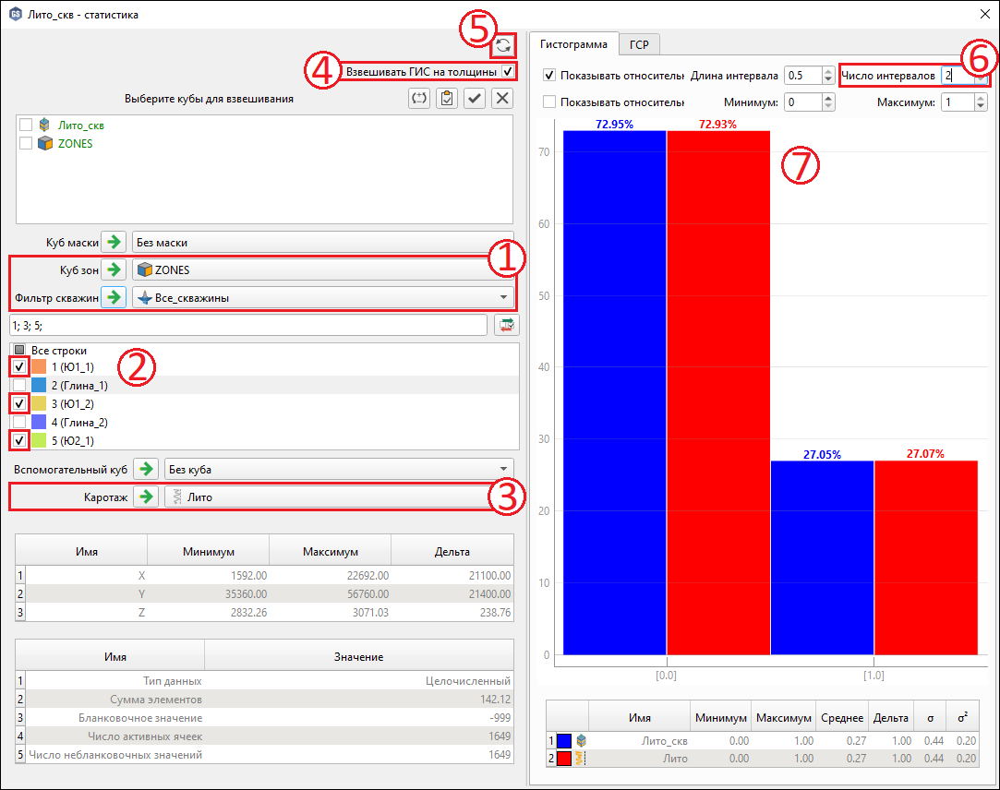 Лито_скв - статистика
5
4
Взвешивать ГИС на толщины
Выберите кубы для взвешивания
Лито_скв
ZONES
Куб маски Без маски
1
Куб зон ZONES
Фильтр скважин Все_скважины
1; 3; 5;
Все строки
2
1 (Ю1_1)
2 (Глина_1)
3 (Ю1_2)
4 (Глина_2)
5 (Ю2_1)
Вспомогательный куб Без куба
Каротаж Лито
3
Имя Минимум Максимум Дельта
1 X 1592.00 22692.00 21100.00
2 Y 35360.00 56760.00 21400.00
3 Z 2832.26 3071.03 238.76
Имя Значение
1 Тип данных Целочисленный
2 Сумма элементов 142.12
3 Бланковочное значение -999
4 Число активных ячеек 1649
5 Число небланковочных значений 1649
Гистограмма ГСР
6
Показывать относитель Длина интервала 0.5 Число интервалов 2
Показывать относитель Минимум: 0 Максимум: 1
72.95% 72.93%
7
27.05% 27.07%
70
60
50
40
30
20
10
0
[0.0] [1.0]
Имя Минимум Максимум Среднее Дельта σ σ²
1 Лито_скв 0.00 1.00 0.27 1.00 0.44 0.20
2 Лито 0.00 1.00 0.27 1.00 0.44 0.20